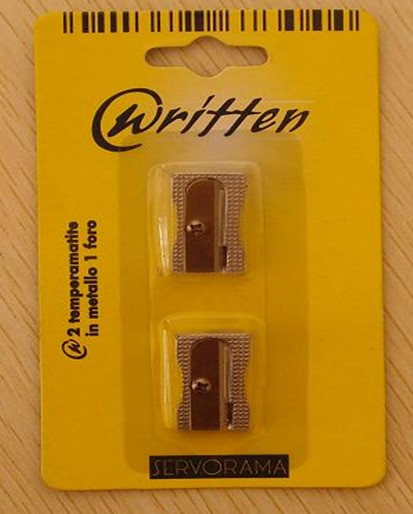 @written
@ 2 temperamatite
in metallo 1 foro
SERVORAMA